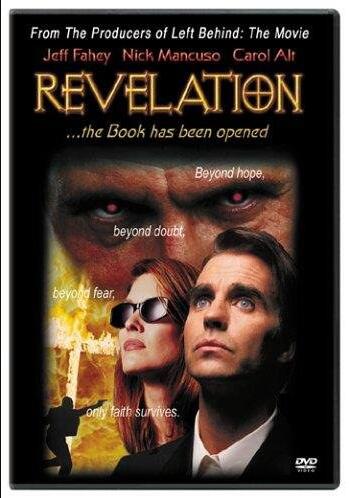 From The Producers of Left Behind: The Movie
Jeff Fahey Nick Mancuso Carol Alt
REVELATION
...the Book has been opened
Beyond hope,
beyond doubt,
beyond fear,
only faith survives.
DVD
VIDEO